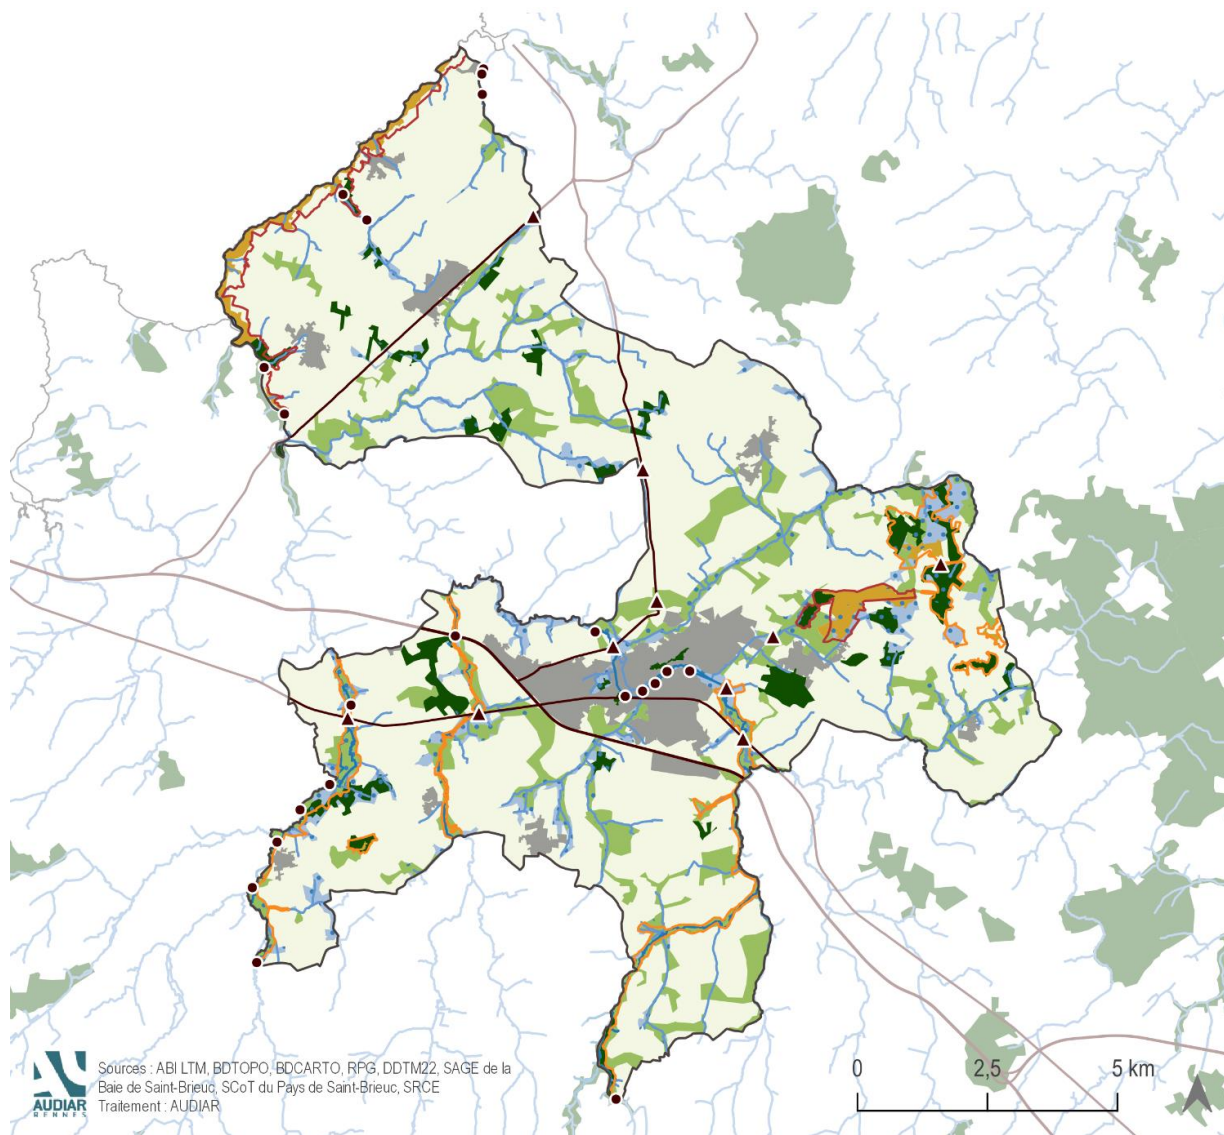 0 2,5 5 km
Sources : ABI LTM, BDTOPO, BDCARTO, RPG, DDTM22, SAGE de la
Baie de Saint-Brieuc, SCoT du Pays de Saint-Brieuc, SRCE
Traitement : AUDIAR
AUDIAR
RENNES